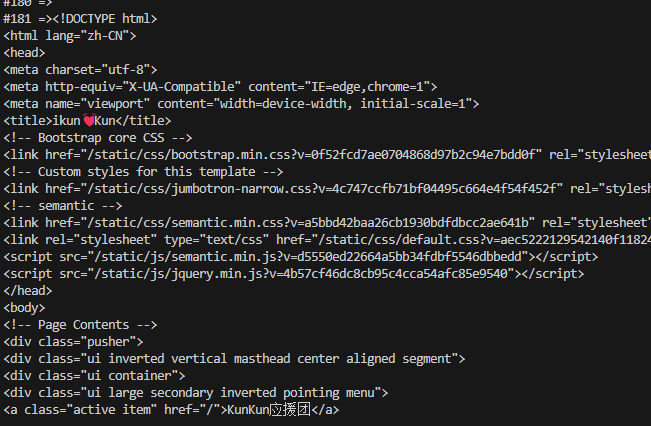 #180 =>
#181 =><!DOCTYPE html>
<html lang="zh-CN">
<head>
<meta charset="utf-8">
<meta http-equiv="X-UA-Compatible" content="IE=edge,chrome=1">
<meta name="viewport" content="width=device-width, initial-scale=1">
<title>ikun💓Kun</title>
<!-- Bootstrap core CSS -->
<link href="/static/css/bootstrap.min.css?v=0f52fcd7ae0704868d97b2c94e7bdd0f" rel="stylesheet
<!-- Custom styles for this template -->
<link href="/static/css/jumbotron-narrow.css?v=4c747ccfb71bf04495c664e4f54f452f" rel="styles
<!-- semantic -->
<link href="/static/css/semantic.min.css?v=a5bbd42baa26cb1930bdfdbcc2ae641b" rel="stylesheet"
<link rel="stylesheet" type="text/css" href="/static/css/default.css?v=aec5222129542140f11824
<script src="/static/js/semantic.min.js?v=d5550ed22664a5bb34fdbf5546dbbedd"></script>
<script src="/static/js/jquery.min.js?v=4b57cf46dc8cb95c4cca54afc85e9540"></script>
</head>
<body>
<!-- Page Contents -->
<div class="pusher">
<div class="ui inverted vertical masthead center aligned segment">
<div class="ui container">
<div class="ui large secondary inverted pointing menu">
<a class="active item" href="/">KunKun应援团</a>